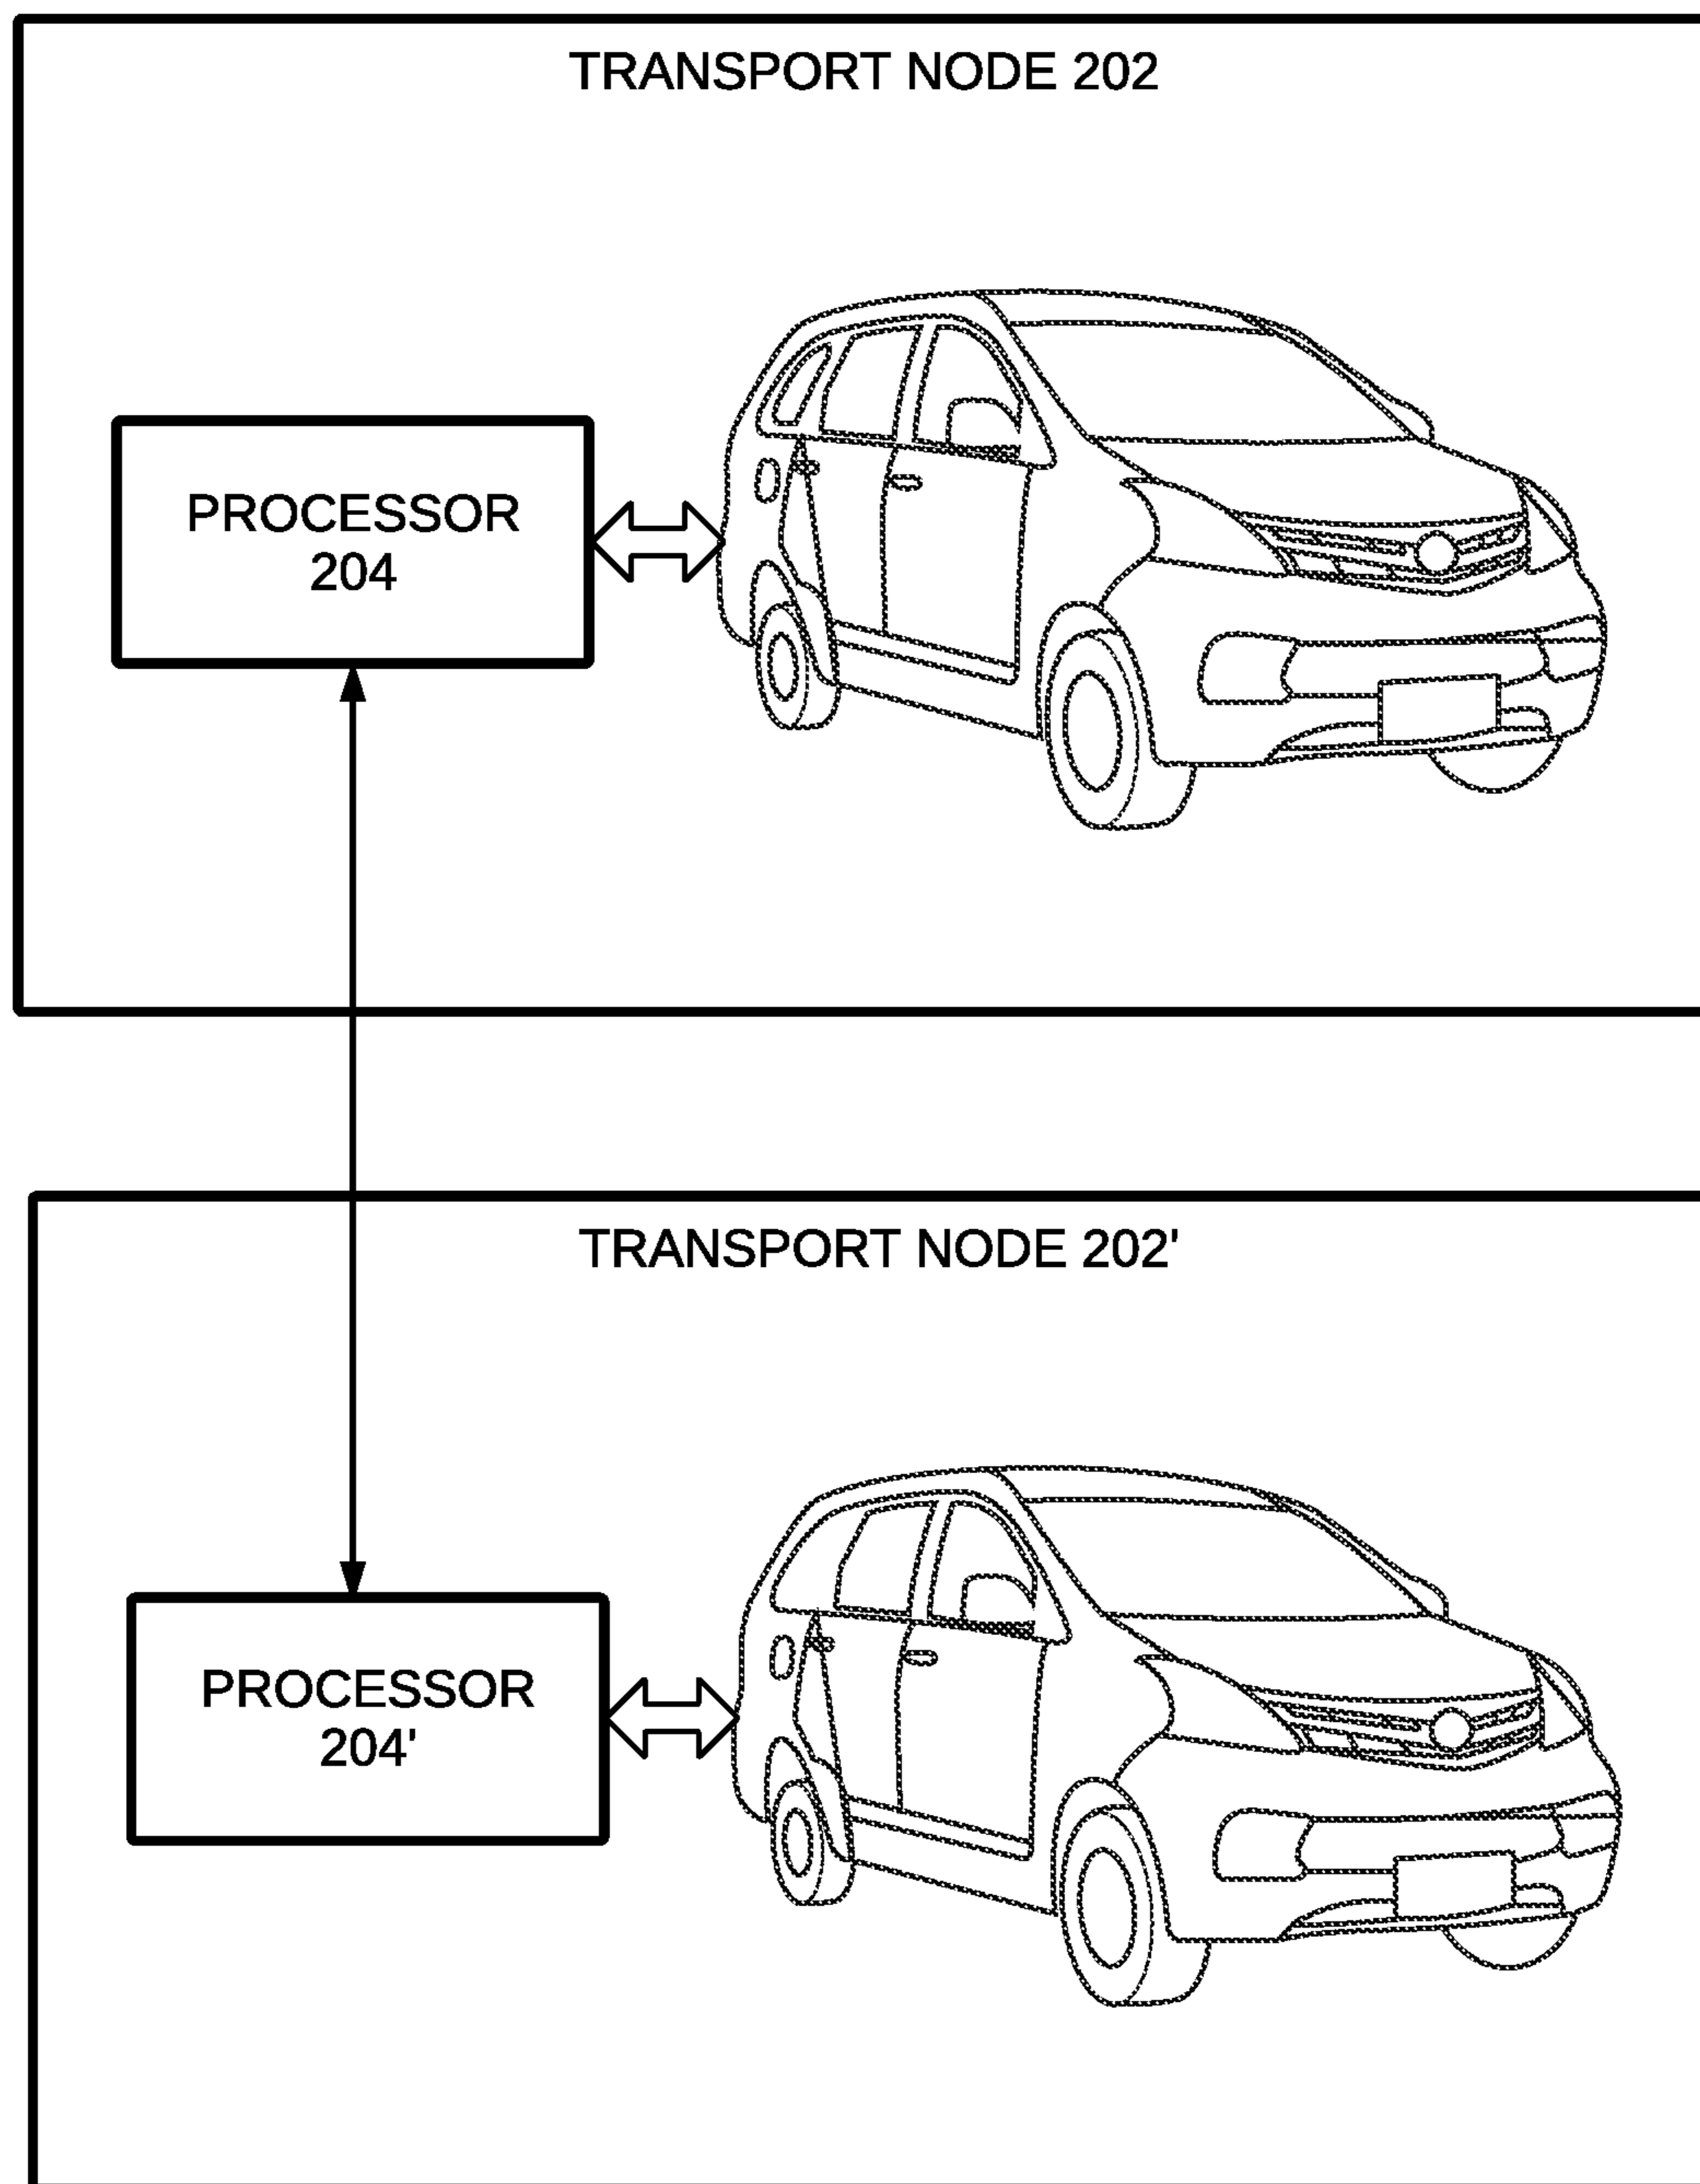 TRANSPORT NODE 202
PROCESSOR
204
TRANSPORT NODE 202'
PROCESSOR
204'